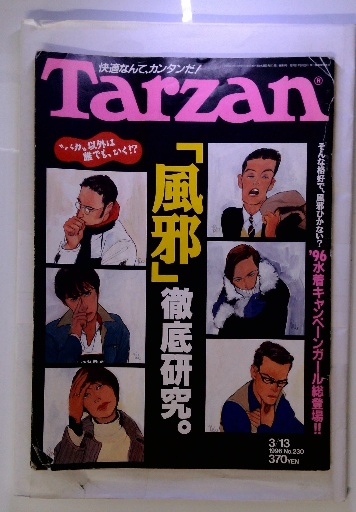 快適なんて、カンタンだ!
Tarzan®
以外は
誰でも、ひく!?
「風邪」徹底研究。
そんな格好で、風邪ひかない?
'96水着キャンペーンガール総登場!!
3/13
1996 No.230
370YEN